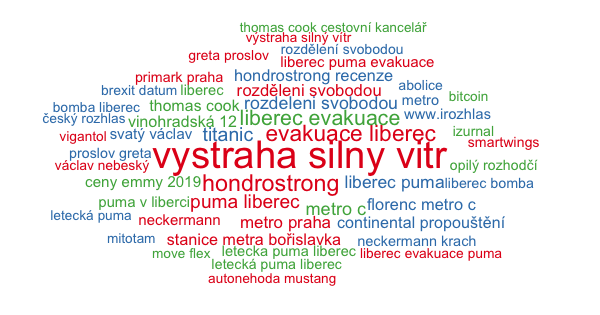 thomas cook cestovní kancelář
výstraha silný vítr
rozdělení svobodou
greta proslov
liberec puma evakuace
primark praha
hondrostrong recenze
abolice
brexit datum
liberec
rozděleni svobodou
metro
bitcoin
bomba liberec
thomas cook
rozdeleni svobodou
www.irozhlas
český rozhlas
vinohradská 12
liberec evakuace
izurnal
vigantol
svatý václav
titanic
evakuace liberec
smartwings
proslov greta
vystraha silny vitr
opilý rozhodčí
václav nebeský
ceny emmy 2019
hondrostrong
liberec puma
liberec bomba
puma v liberci
puma liberec
metro c
florenc metro c
letecká puma
neckermann
metro praha
continental propouštění
mitotam
stanice metra bořislavka
neckermann krach
move flex
letecka puma liberec
liberec evakuace puma
letecká puma liberec
autonehoda mustang